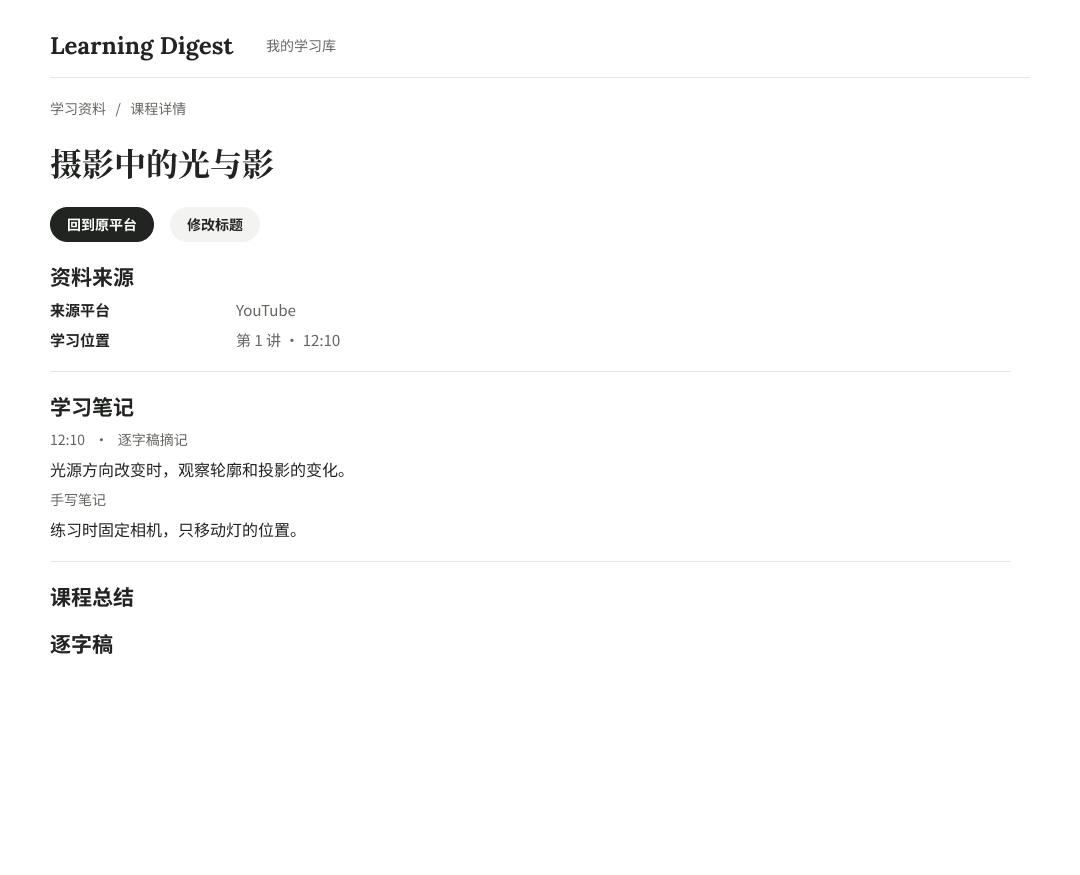 Learning Digest 我的学习库
学习资料 / 课程详情
摄影中的光与影
回到原平台 修改标题
资料来源
来源平台 YouTube
学习位置 第 1 讲 · 12:10
学习笔记
12:10 · 逐字稿摘记
光源方向改变时，观察轮廓和投影的变化。
手写笔记
练习时固定相机，只移动灯的位置。
课程总结
逐字稿